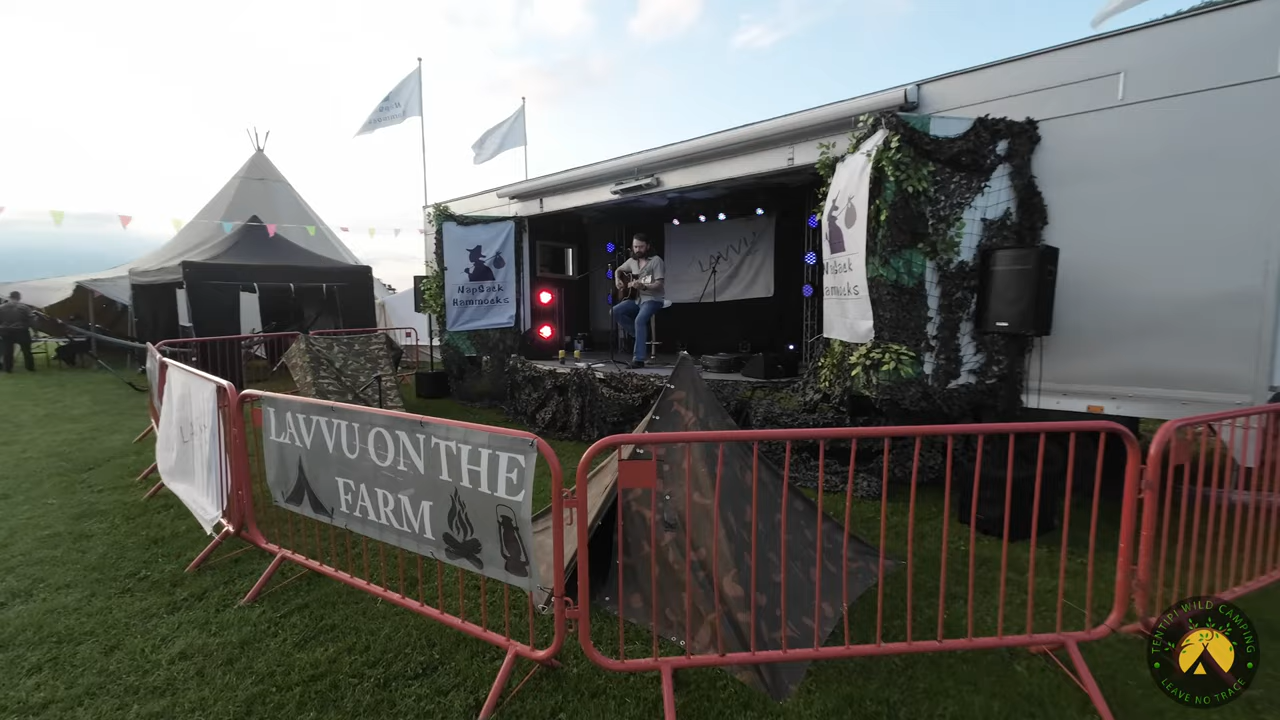 NapSack
Hammocks
LAVVU
NapSack
Hammocks
LAVVU ON THE
FARM
TENTIPI WILD CAMPING
LEAVE NO TRACE